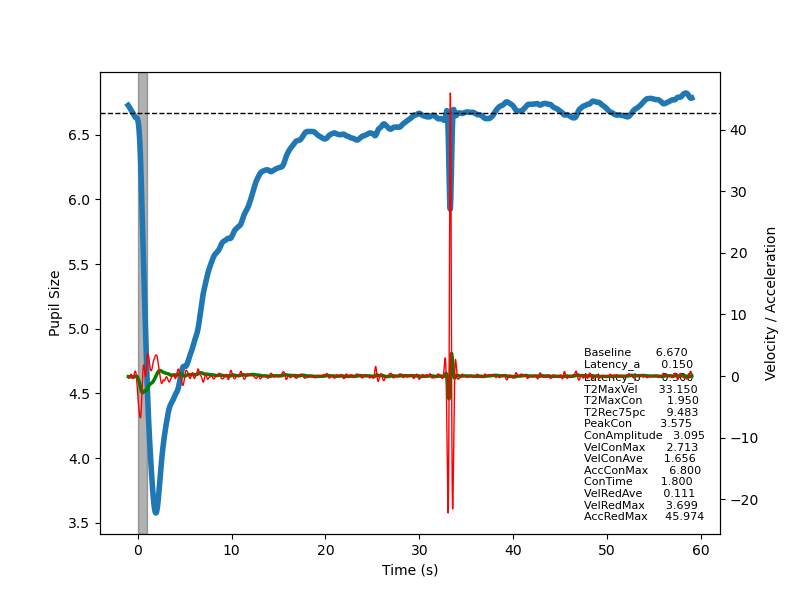 6.5
6.0
5.5
5.0
4.5
4.0
3.5
Pupil Size
0
10
20
30
40
50
60
Time (s)
40
30
20
10
0
−10
−20
Velocity / Acceleration
Baseline 6.670
Latency_a 0.150
Latency_b 0.300
T2MaxVel 33.150
T2MaxCon 1.950
T2Rec75pc 9.483
PeakCon 3.575
ConAmplitude 3.095
VelConMax 2.713
VelConAve 1.656
AccConMax 6.800
ConTime 1.800
VelRedAve 0.111
VelRedMax 3.699
AccRedMax 45.974